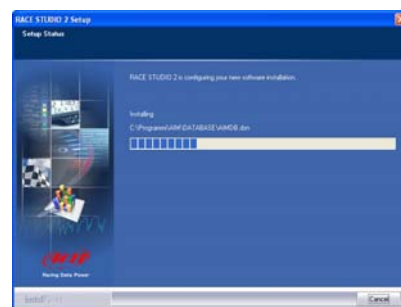 RACE STUDIO 2 Setup
Setup Status
RACE STUDIO 2 is configuring your new software installation.
Installing
C:\Programmi\AIM\DATABASE\AIMDB.dsn
Racing Data Power
Cancel